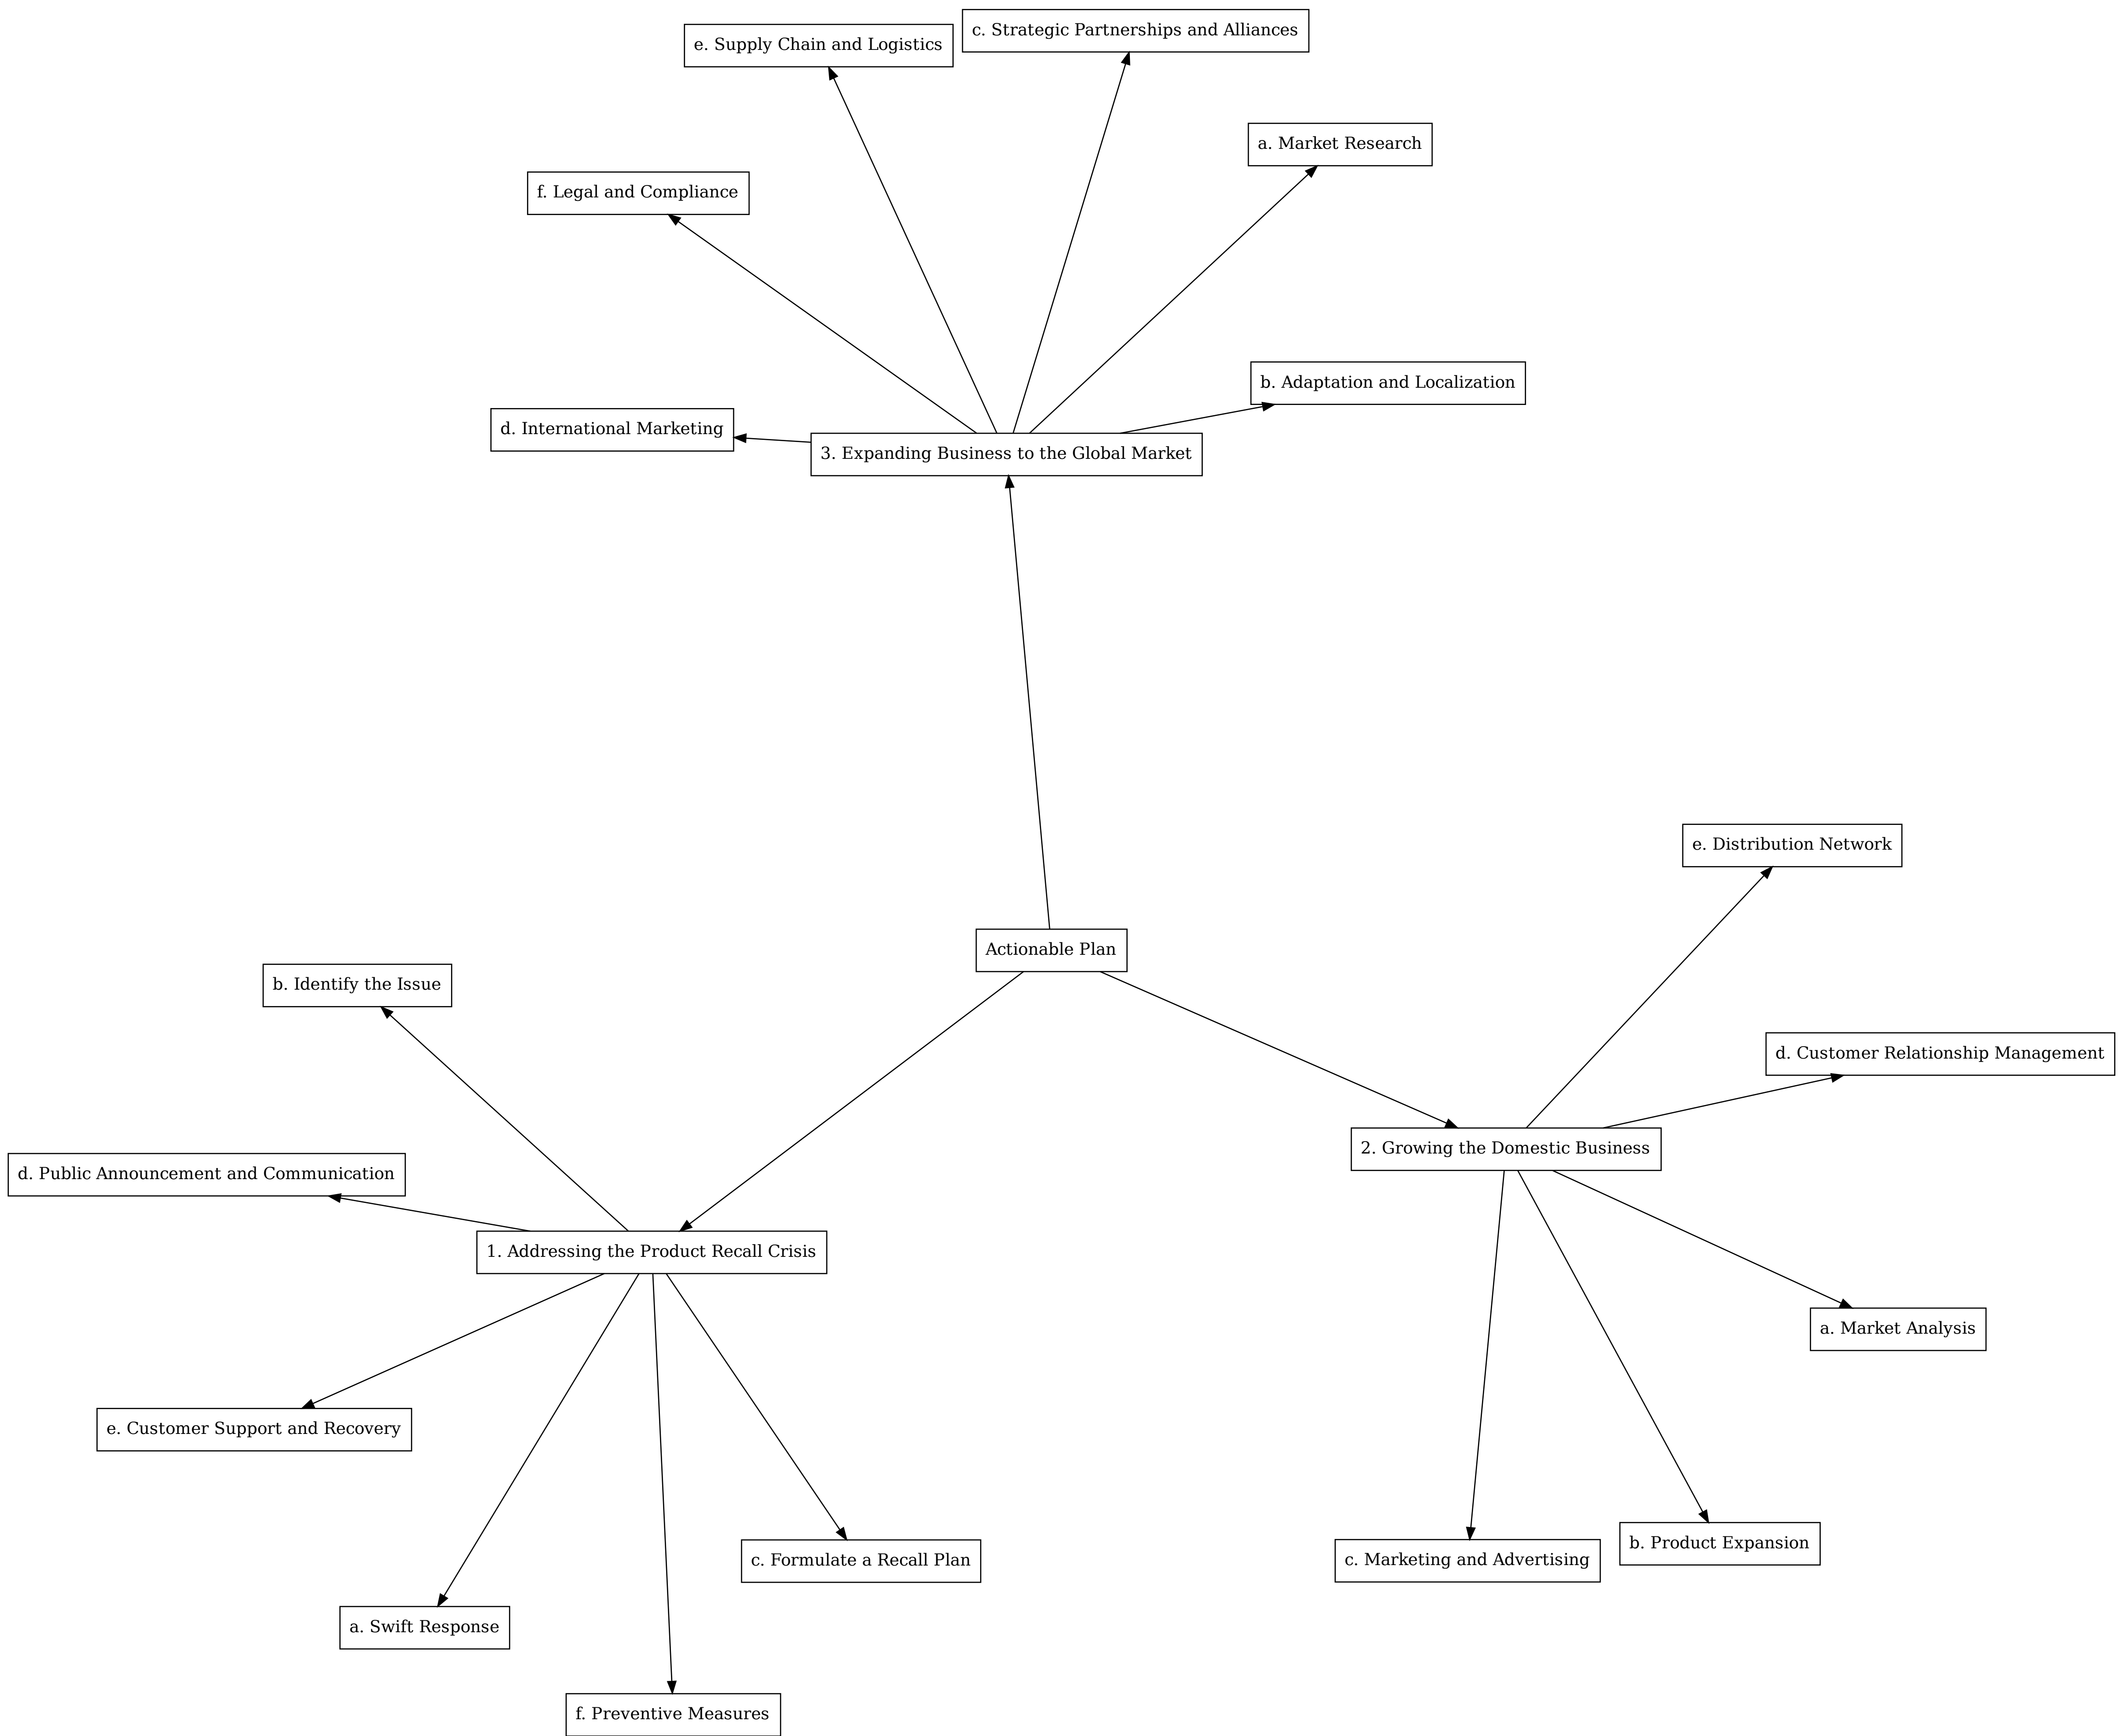 c. Strategic Partnerships and Alliances
e. Supply Chain and Logistics
a. Market Research
f. Legal and Compliance
b. Adaptation and Localization
d. International Marketing
3. Expanding Business to the Global Market
e. Distribution Network
Actionable Plan
b. Identify the Issue
d. Customer Relationship Management
2. Growing the Domestic Business
d. Public Announcement and Communication
1. Addressing the Product Recall Crisis
a. Market Analysis
e. Customer Support and Recovery
b. Product Expansion
c. Formulate a Recall Plan
c. Marketing and Advertising
a. Swift Response
f. Preventive Measures